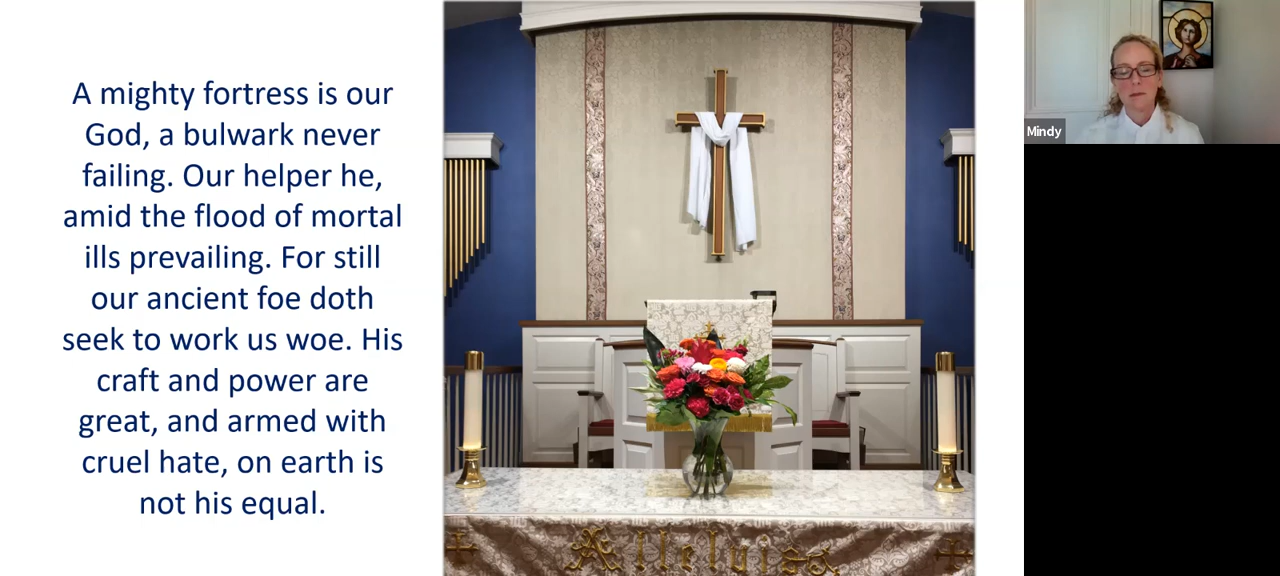 A mighty fortress is our
God, a bulwark never
failing. Our helper he,
amid the flood of mortal
ills prevailing. For still
our ancient foe doth
seek to work us woe. His
craft and power are
great, and armed with
cruel hate, on earth is
not his equal.
Alleluia
Mindy